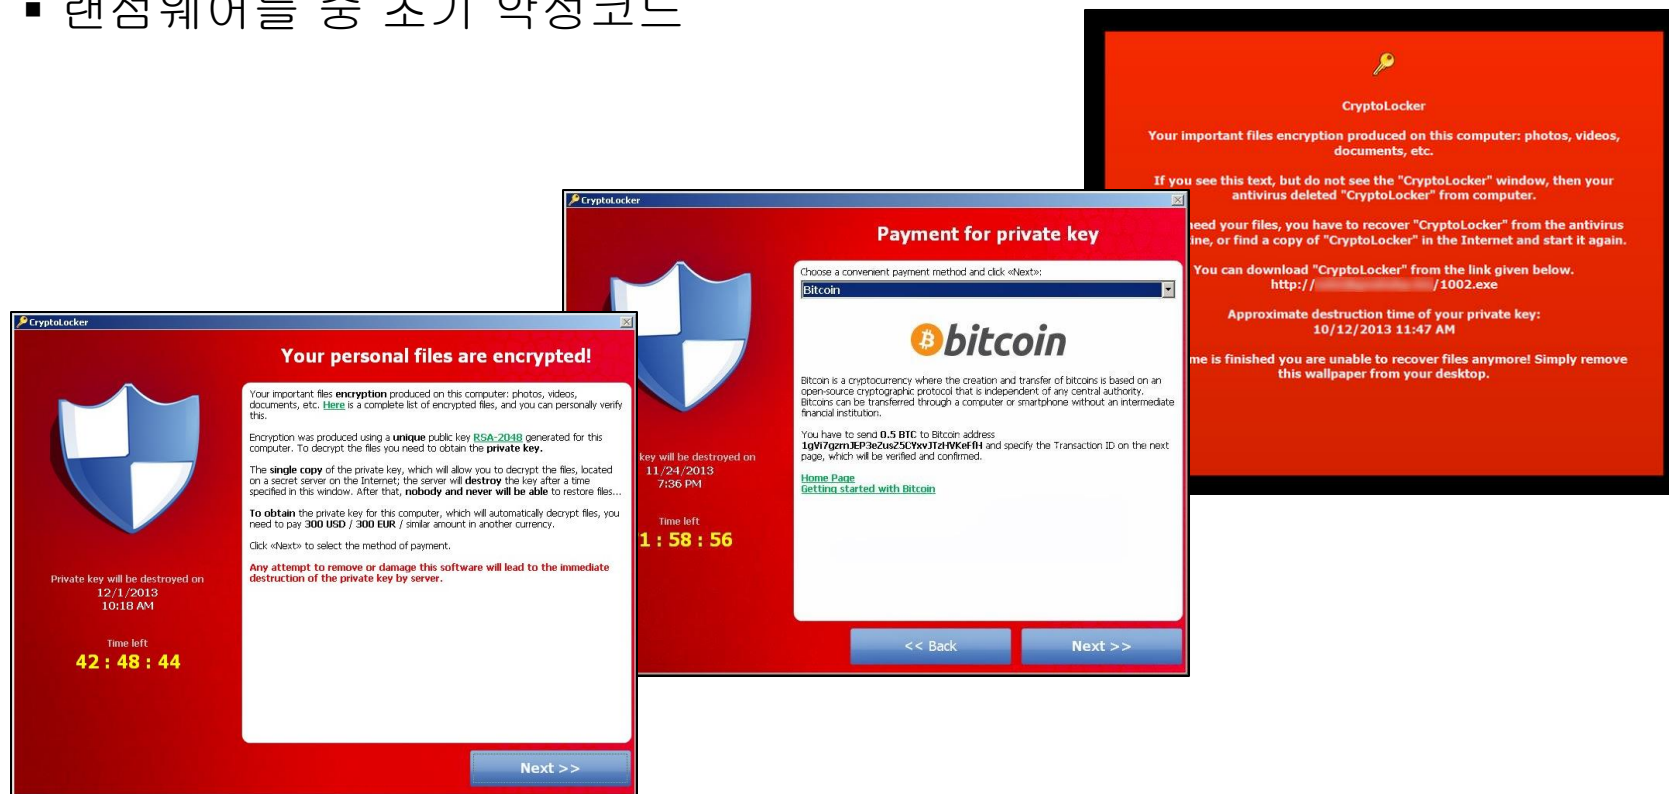 ▪ 랜섬웨어들 중 초기 악성코드
CryptoLocker
Your important files encryption produced on this computer: photos, videos,
documents, etc.
If you see this text, but do not see the "CryptoLocker" window, then your
antivirus deleted "CryptoLocker" from computer.
need your files, you have to recover "CryptoLocker" from the antivirus
ine, or find a copy of "CryptoLocker" in the Internet and start it again.
You can download "CryptoLocker" from the link given below.
http:// /1002.exe
Approximate destruction time of your private key:
10/12/2013 11:47 AM
me is finished you are unable to recover files anymore! Simply remove
this wallpaper from your desktop.
CryptoLocker
Payment for private key
Choose a convenient payment method and click «Next»:
Bitcoin
bitcoin
Bitcoin is a cryptocurrency where the creation and transfer of bitcoins is based on an
open-source cryptographic protocol that is independent of any central authority.
Bitcoins can be transferred through a computer or smartphone without an intermediate
financial institution.
You have to send 0.5 BTC to Bitcoin address
and specify the Transaction ID on the next
page, which will be verified and confirmed.
Home Page
Getting started with Bitcoin
key will be destroyed on
11/24/2013
7:36 PM
Time left
1 : 58 : 56
<< Back
Next >>
CryptoLocker
Your personal files are encrypted!
Your important files encryption produced on this computer: photos, videos,
documents, etc. Here is a complete list of encrypted files, and you can personally verify
this.
Encryption was produced using a unique public key RSA-2048 generated for this
computer. To decrypt the files you need to obtain the private key.
The single copy of the private key, which will allow you to decrypt the files, located
on a secret server on the Internet; the server will destroy the key after a time
specified in this window. After that, nobody and never will be able to restore files...
To obtain the private key for this computer, which will automatically decrypt files, you
need to pay 300 USD / 300 EUR / similar amount in another currency.
Click «Next» to select the method of payment.
Any attempt to remove or damage this software will lead to the immediate
destruction of the private key by server.
Private key will be destroyed on
12/1/2013
10:18 AM
Time left
42 : 48 : 44
Next >>